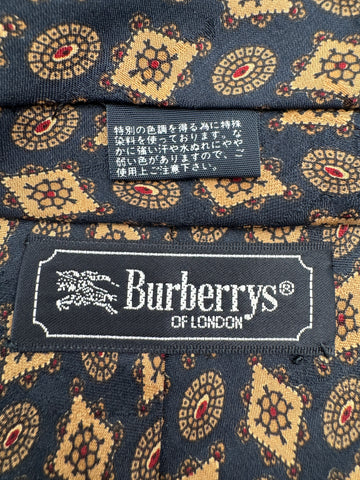 特別の色調を得る為に特殊
染料を使っております。な
かに強い汗や水ぬれにやや
弱い色がありますので、ご
使用上ご注意下さい。
Burberrys®
OF LONDON